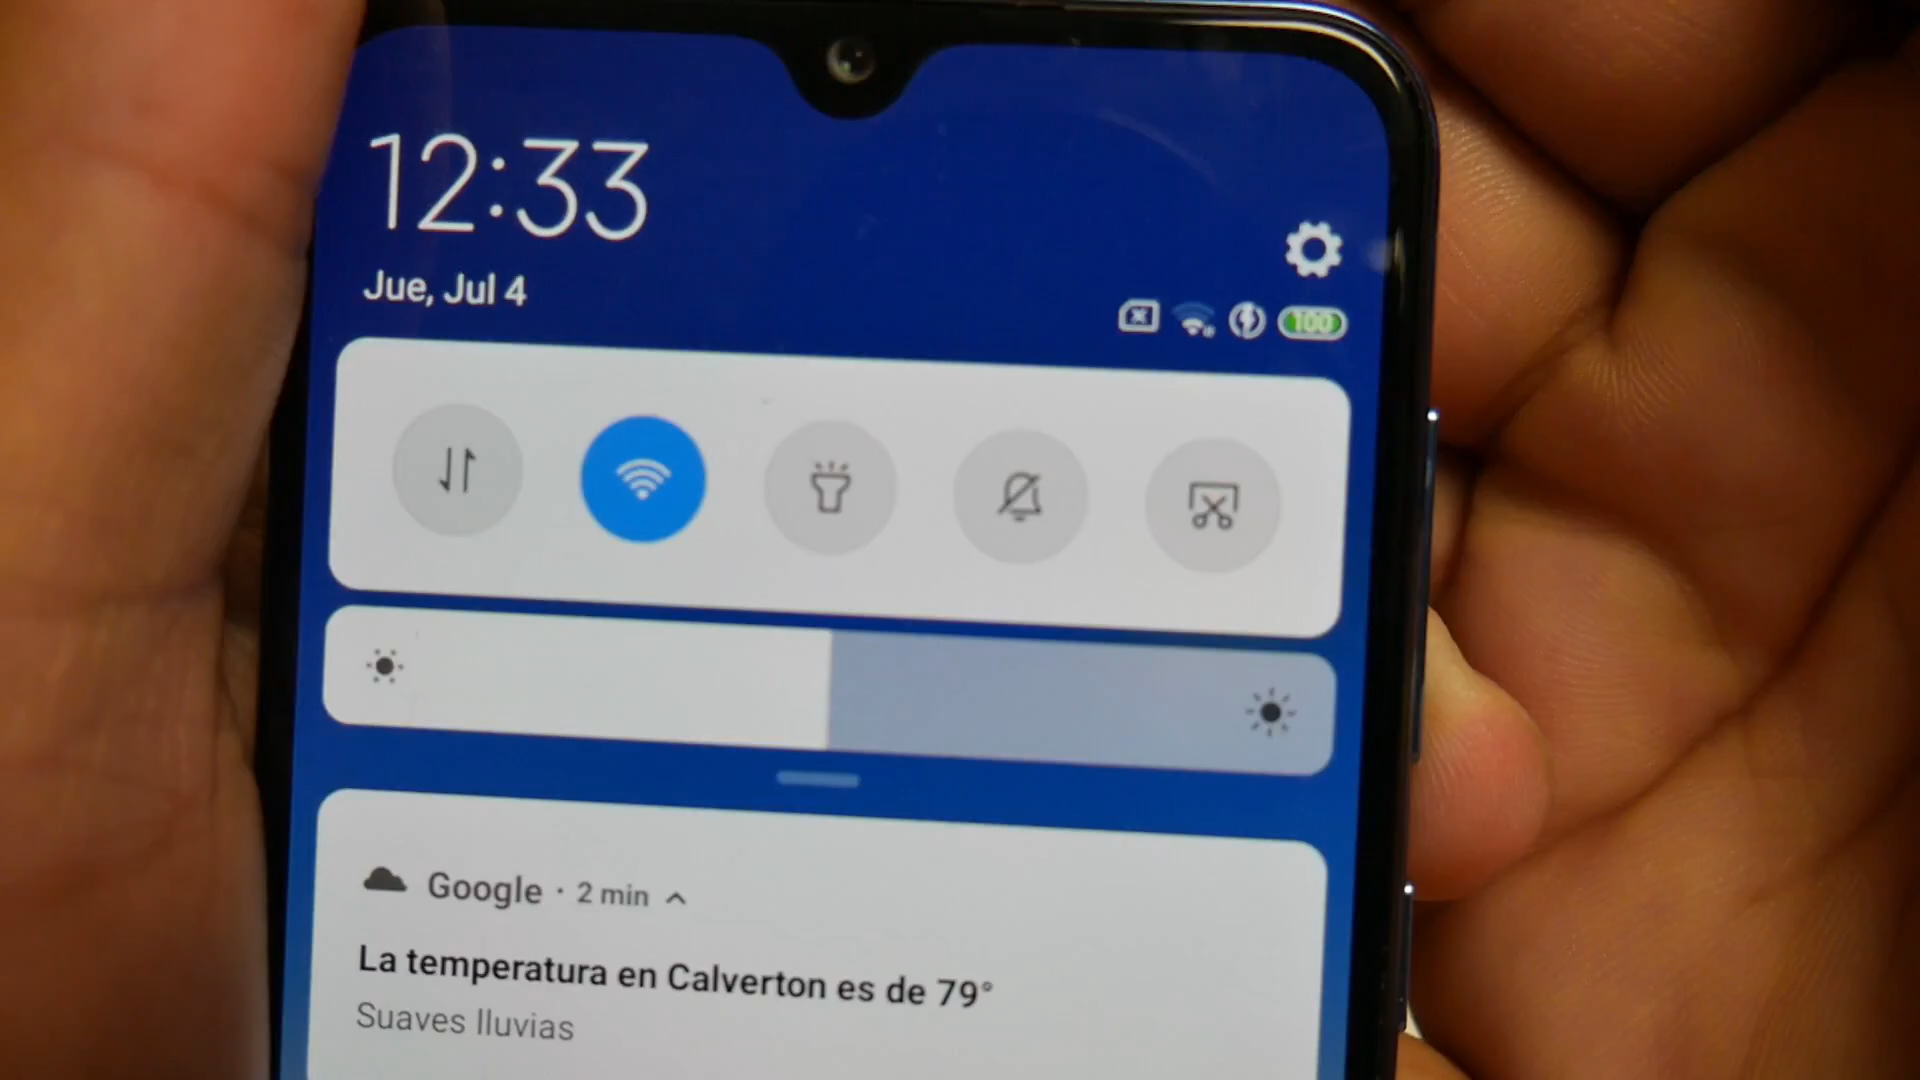 12:33
Jue, Jul 4
100
Google · 2 min
La temperatura en Calverton es de 79°
Suaves lluvias